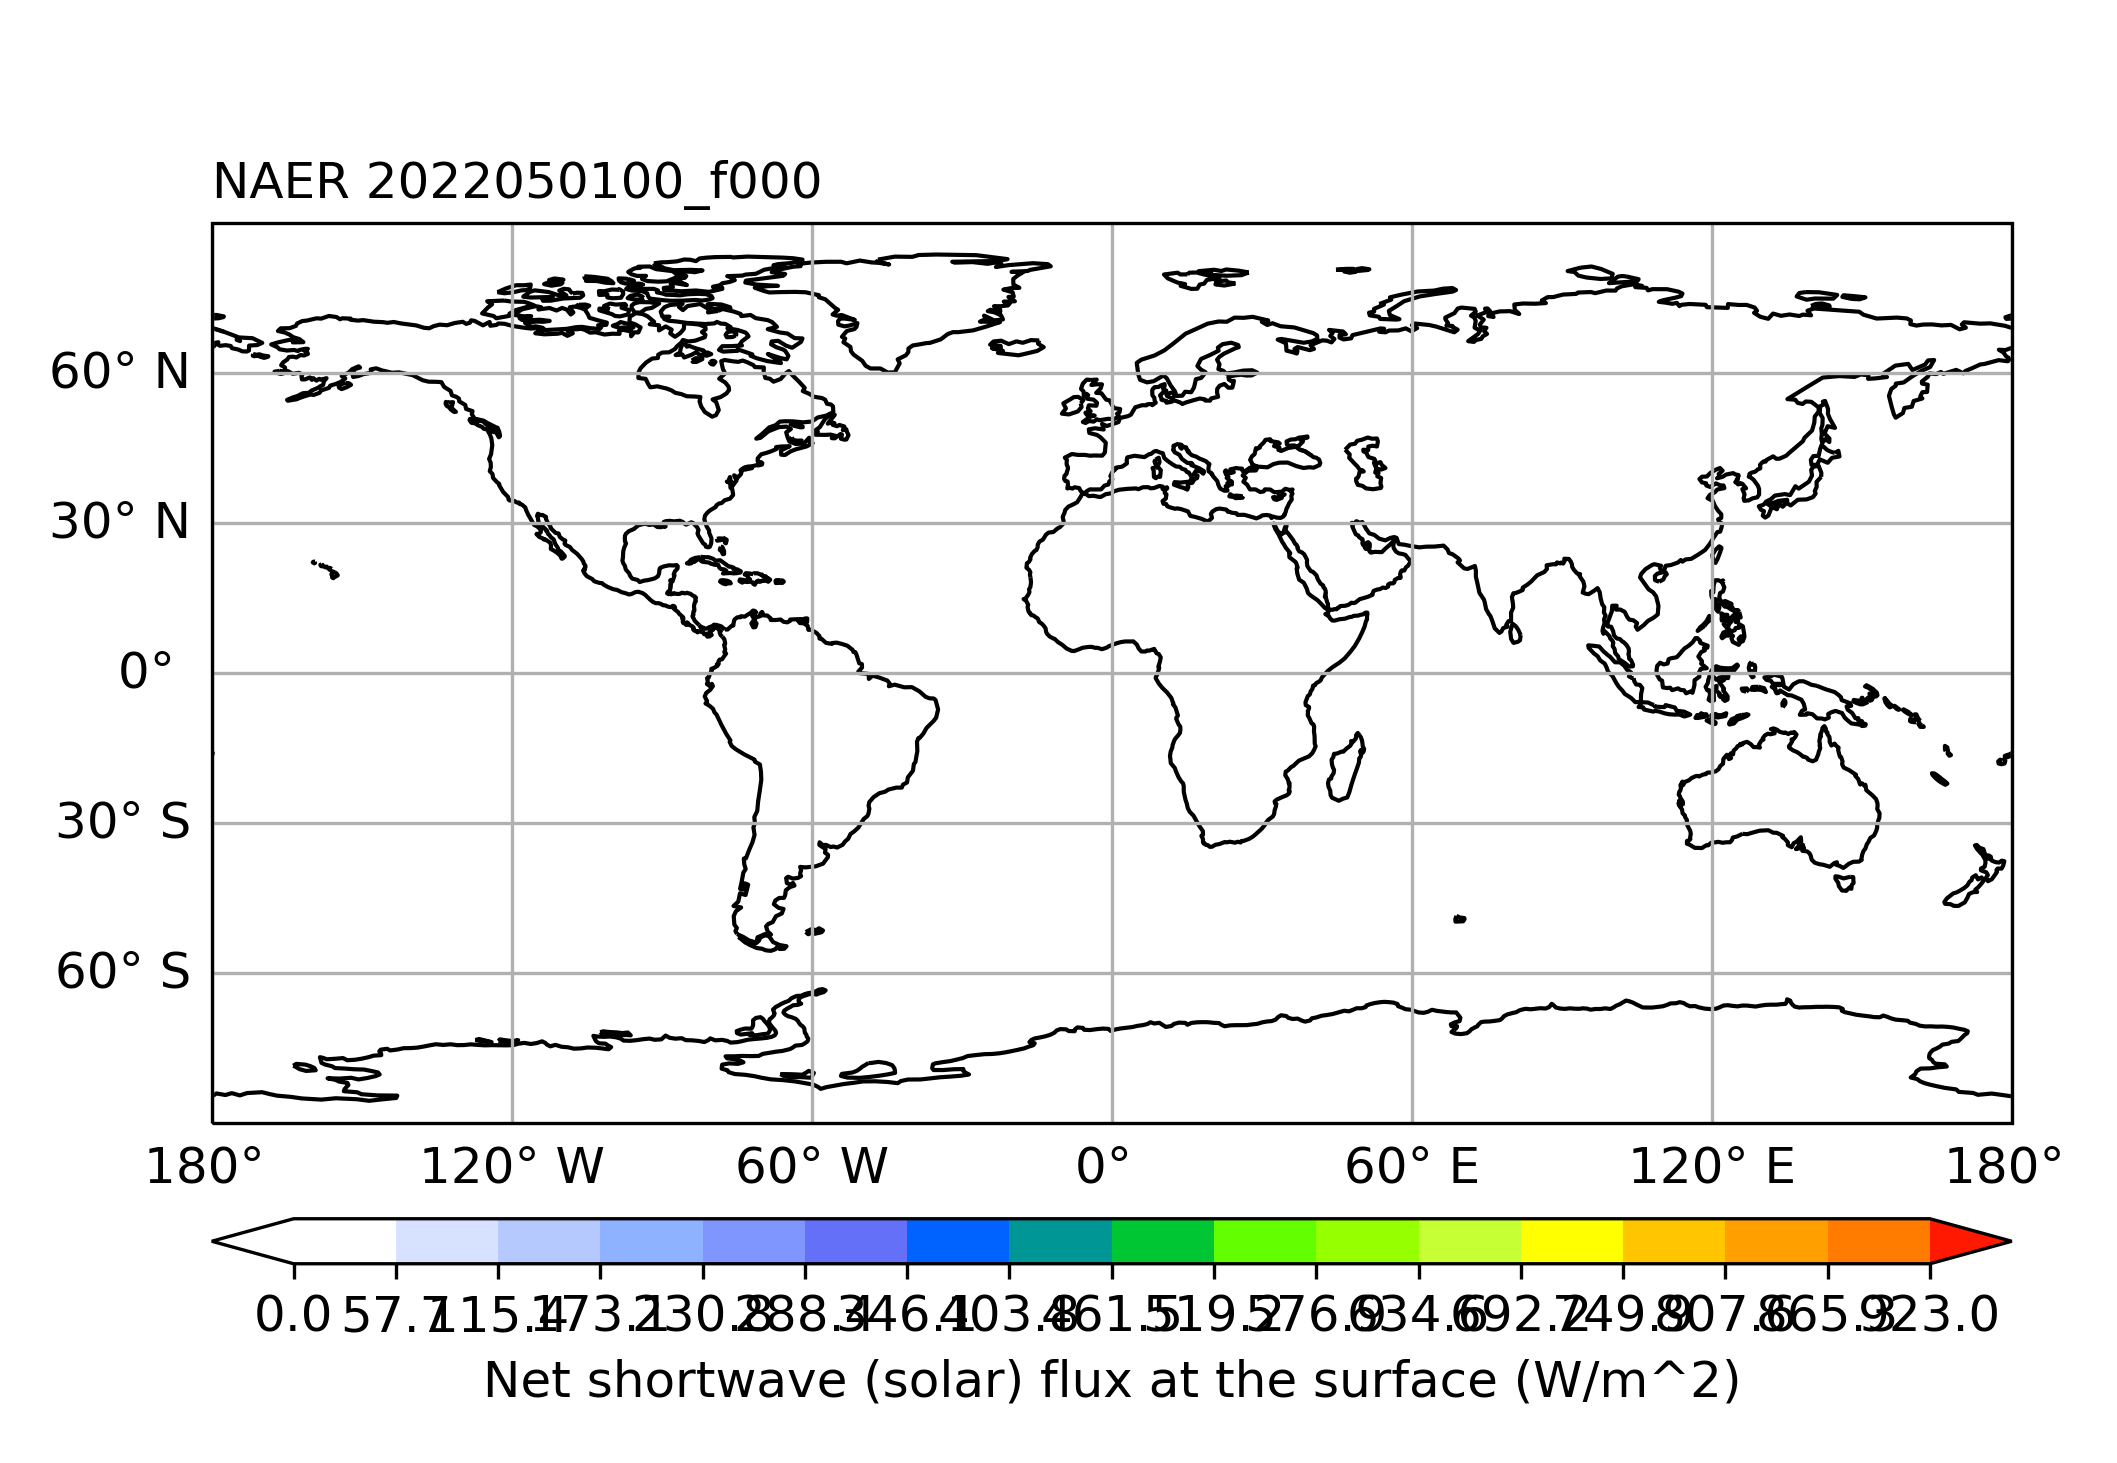 NAER 2022050100_f000
60° N
30° N
0°
30° S
60° S
180° 120° W 60° W 0° 60° E 120° E 180°
0.0 57.7 115.4 173.1 230.8 288.4 346.1 403.8 461.5 519.2 576.9 634.6 692.2 749.9 807.6 865.3 923.0
Net shortwave (solar) flux at the surface (W/m^2)